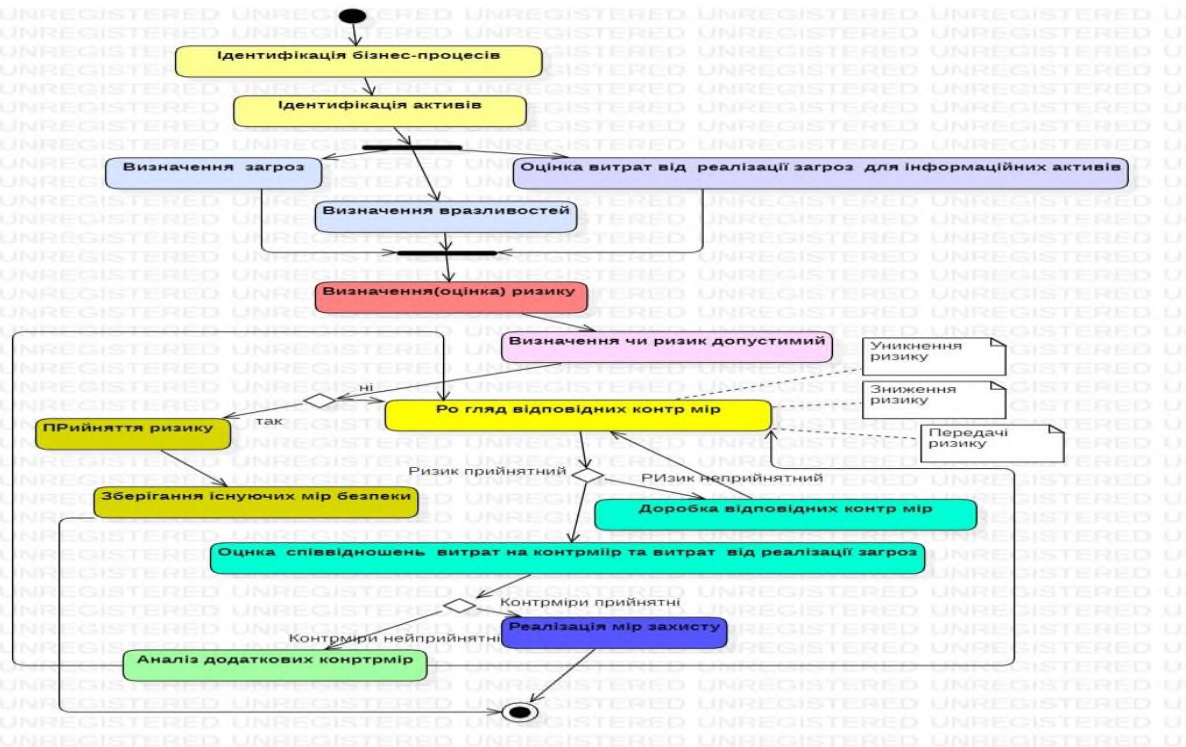 Ідентифікація бізнес-процесів
Ідентифікація активів
Визначення загроз
Оцінка витрат від реалізації загроз для інформаційних активів
Визначення вразливостей
Визначення(оцінка) ризику
Визначення чи ризик допустимий
Уникнення
ризику
ні
Зниження
ризику
Ро гляд відповідних контр мір
так
ПРийняття ризику
Передачі
ризику
Ризик прийнятний
РИзик неприйнятний
Зберігання існуючих мір безпеки
Доробка відповідних контр мір
Оцнка співвідношень витрат на контрміір та витрат від реалізації загроз
Контрміри прийнятні
Реалізація мір захисту
Контрміри нейприйнятні
Аналіз додаткових конртрмір
UNREGISTERED